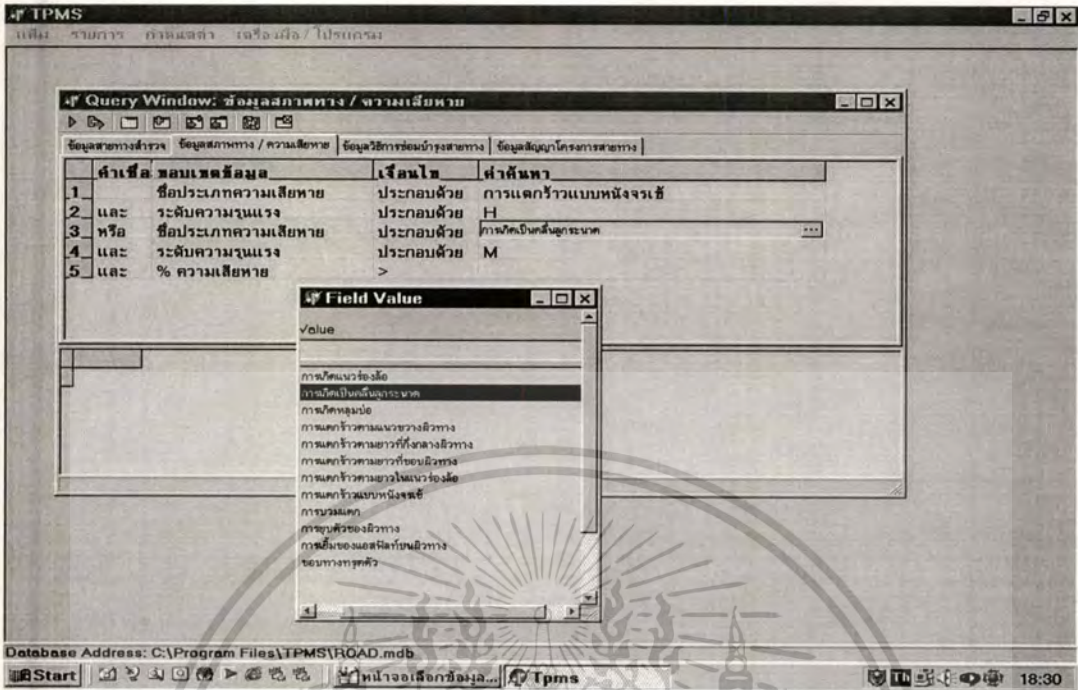 TPMS
แฟ้ม รายการ กำหนดค่า เครื่องมือ/โปรแกรม
Query Window: ข้อมูลสภาพทาง / ความเสียหาย
ข้อมูลสายทางสำรวจ ข้อมูลสภาพทาง / ความเสียหาย ข้อมูลวิธีการซ่อมบำรุงสายทาง ข้อมูลสัญญาโครงการสายทาง
คำเชื่อ ขอบเขตข้อมูล เงื่อนไข คำค้นหา
1 ชื่อประเภทความเสียหาย ประกอบด้วย การแตกร้าวแบบหนังจรเข้
2 และ ระดับความรุนแรง ประกอบด้วย H
3 หรือ ชื่อประเภทความเสียหาย ประกอบด้วย การเกิดเป็นคลื่นลูกระนาด ...
4 และ ระดับความรุนแรง ประกอบด้วย M
5 และ % ความเสียหาย >
Field Value
Value
การเกิดแนวร่องล้อ
การเกิดเป็นคลื่นลูกระนาด
การเกิดหลุมบ่อ
การแตกร้าวตามแนวขวางผิวทาง
การแตกร้าวตามยาวที่กึ่งกลางผิวทาง
การแตกร้าวตามยาวที่ขอบผิวทาง
การแตกร้าวตามยาวในแนวร่องล้อ
การแตกร้าวแบบหนังจรเข้
การบวมแตก
การยุบตัวของผิวทาง
การเยิ้มของแอสฟัลท์บนผิวทาง
ขอบทางทรุดตัว
Database Address: C:\Program Files\TPMS\ROAD.mdb
Start หน้าจอเลือกข้อมูล... Tpms Th 18:30